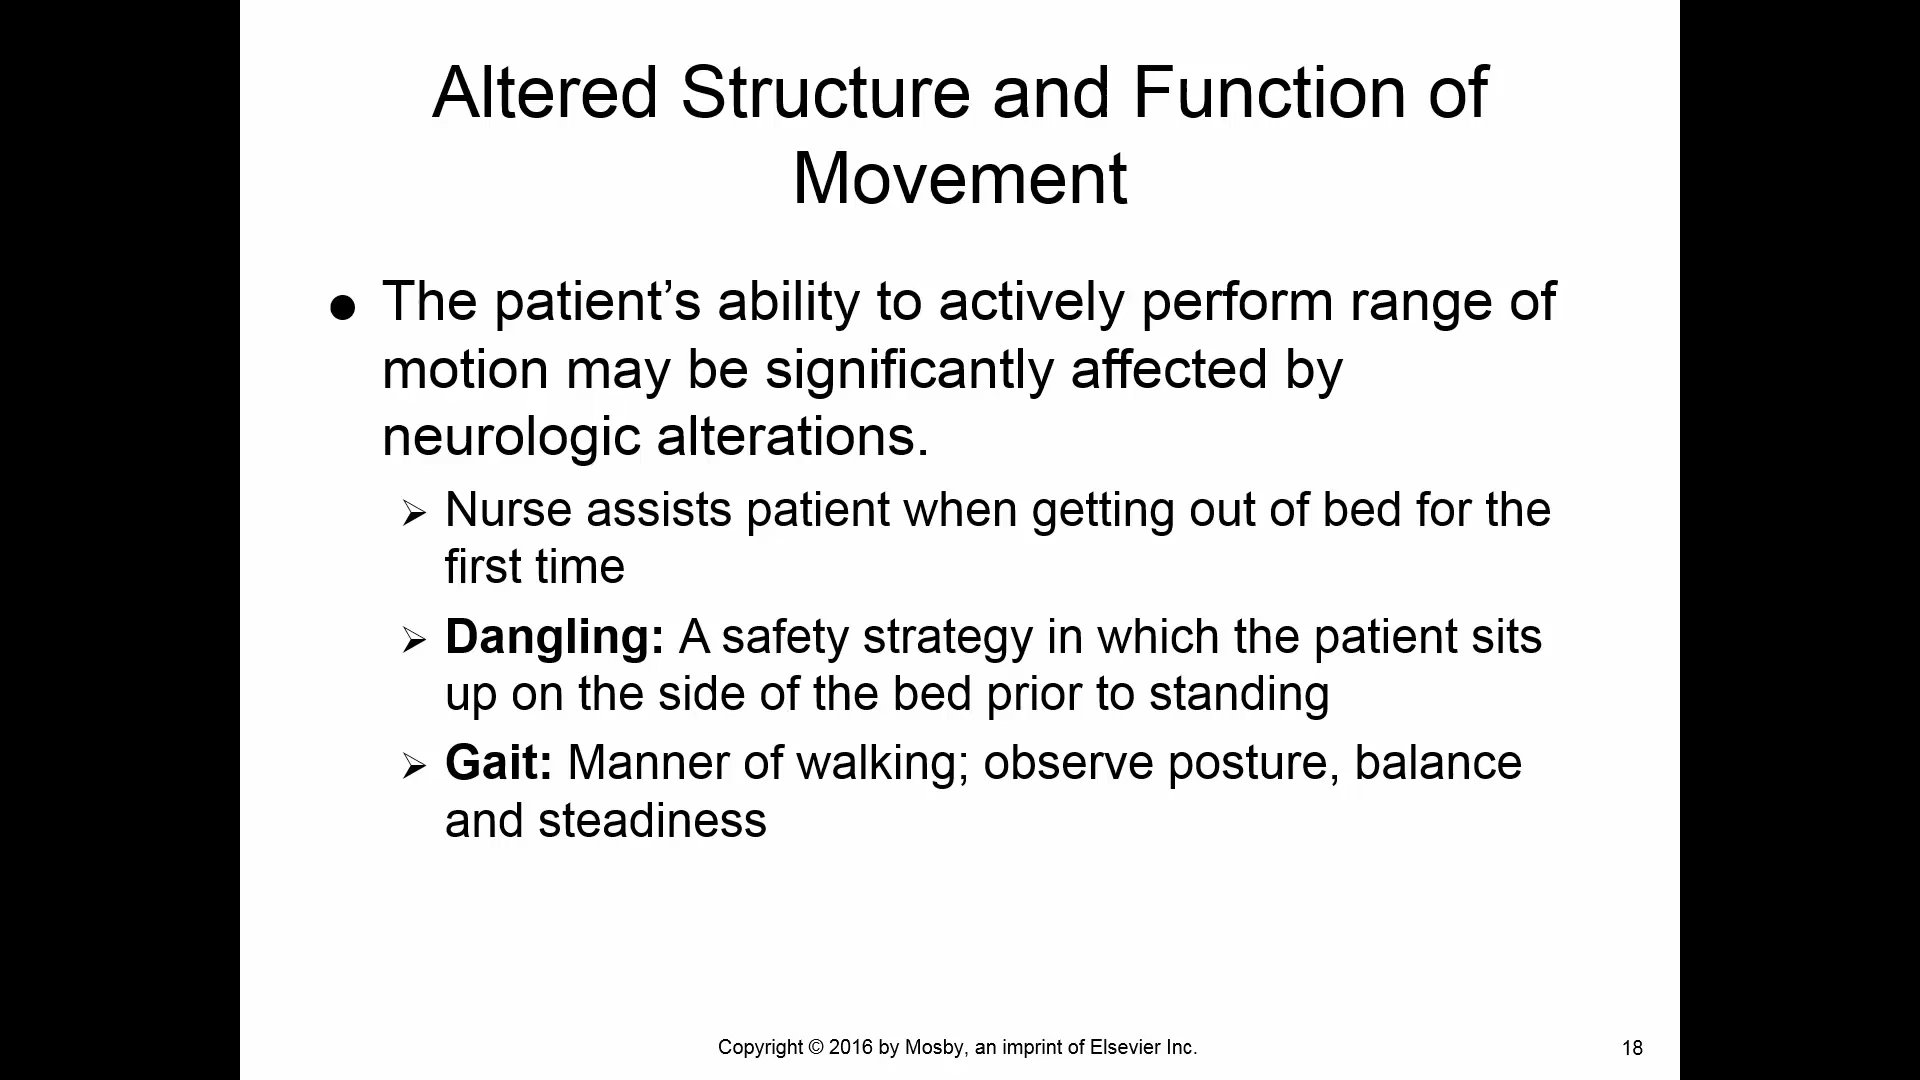 Altered Structure and Function of
Movement
● The patient’s ability to actively perform range of
motion may be significantly affected by
neurologic alterations.
➢ Nurse assists patient when getting out of bed for the
first time
➢ Dangling: A safety strategy in which the patient sits
up on the side of the bed prior to standing
➢ Gait: Manner of walking; observe posture, balance
and steadiness
Copyright © 2016 by Mosby, an imprint of Elsevier Inc.
18